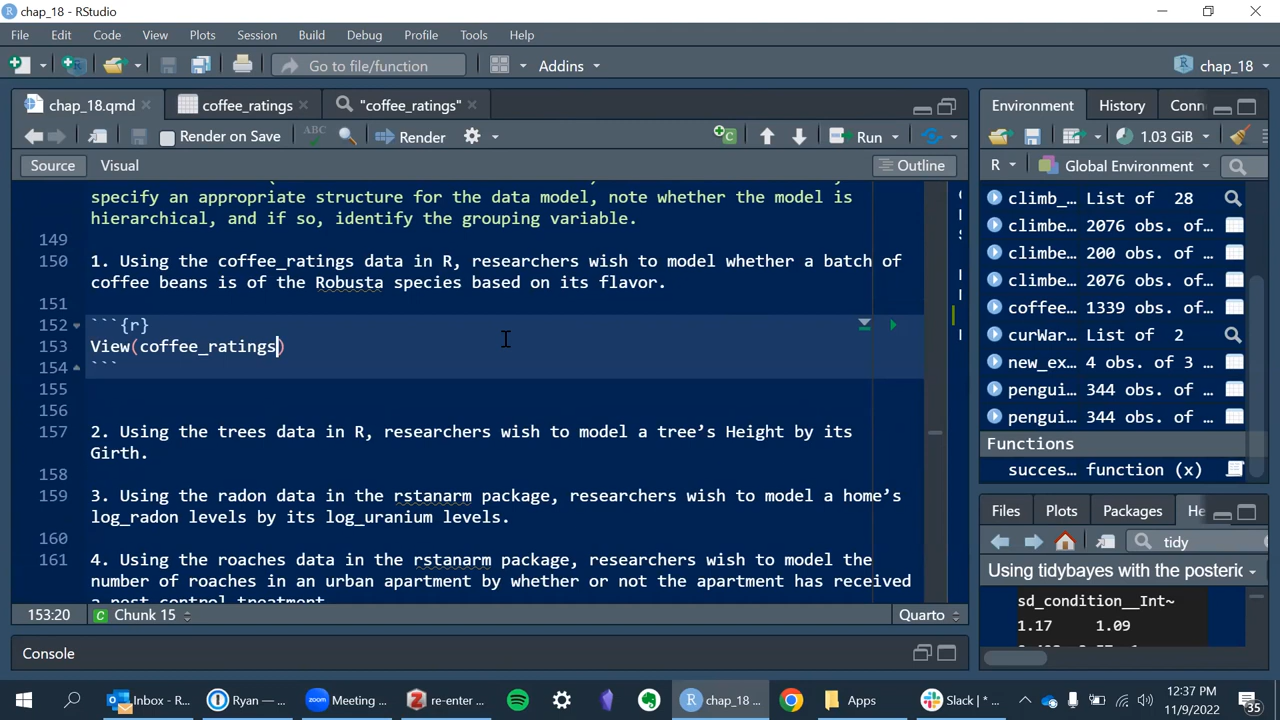 chap_18 - RStudio
File Edit Code View Plots Session Build Debug Profile Tools Help
Go to file/function Addins chap_18
chap_18.qmd coffee_ratings "coffee_ratings"
Render on Save ABC Render Run
Source Visual Outline
specify an appropriate structure for the data model, note whether the model is
hierarchical, and if so, identify the grouping variable.
149
150 1. Using the coffee_ratings data in R, researchers wish to model whether a batch of
coffee beans is of the Robusta species based on its flavor.
151
152 ```{r}
153 View(coffee_ratings)
154 ```
155
156
157 2. Using the trees data in R, researchers wish to model a tree’s Height by its
Girth.
158
159 3. Using the radon data in the rstanarm package, researchers wish to model a home’s
log_radon levels by its log_uranium levels.
160
161 4. Using the roaches data in the rstanarm package, researchers wish to model the
number of roaches in an urban apartment by whether or not the apartment has received
a pest control treatment.
153:20 Chunk 15 Quarto
Console
Environment History Conn
1.03 GiB
R Global Environment
climb_… List of 28
climbe… 2076 obs. of…
climbe… 200 obs. of…
climbe… 2076 obs. of…
coffee… 1339 obs. of…
curWar… List of 2
new_ex… 4 obs. of 3 …
pengui… 344 obs. of …
pengui… 344 obs. of …
Functions
succes… function (x)
Files Plots Packages He
tidy
Using tidybayes with the posteric
sd_condition__Int~
1.17 1.09
Inbox - R... Ryan —... Meeting ... re-enter ... chap_18 ... Apps Slack | *...
12:37 PM
11/9/2022
35